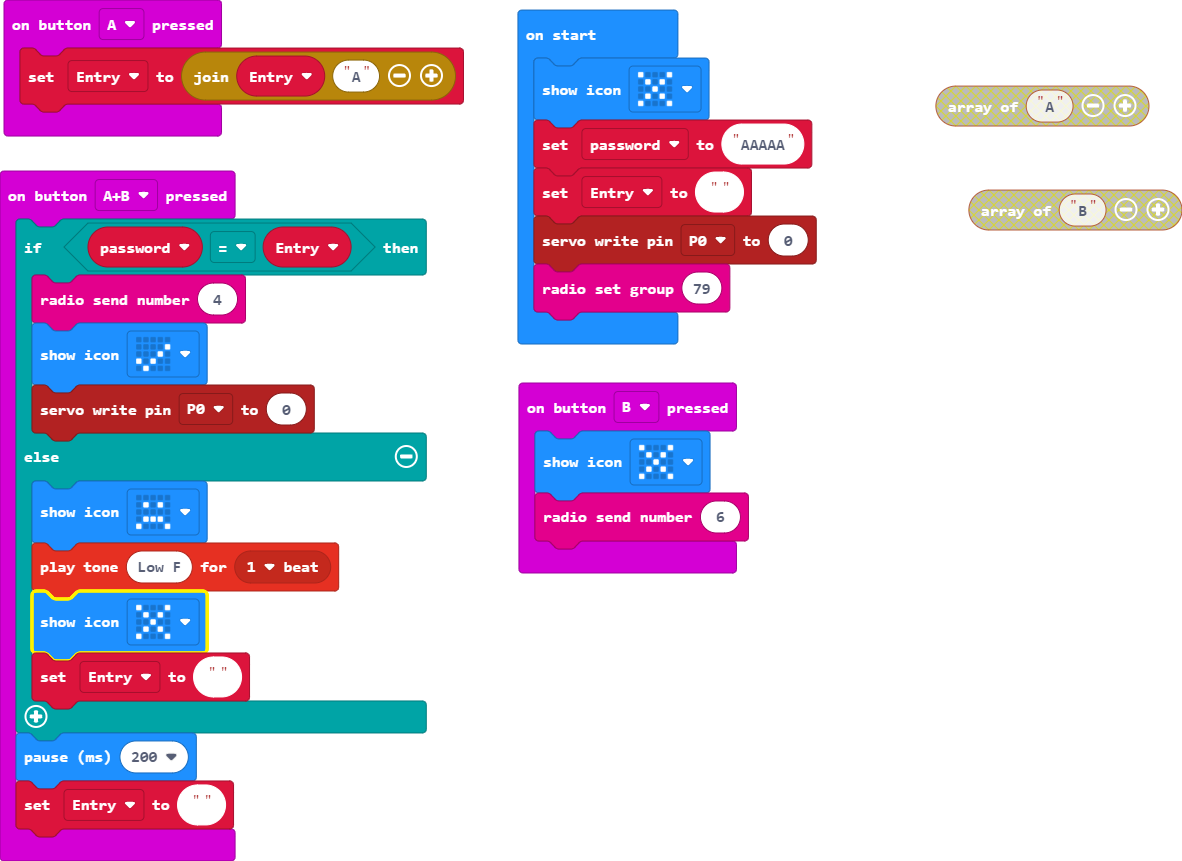 on button A pressed
set Entry to join Entry "A"
on button A+B pressed
if password = Entry then
radio send number 4
show icon
servo write pin P0 to 0
else
show icon
play tone Low F for 1 beat
show icon
set Entry to ""
pause (ms) 200
set Entry to ""
on start
show icon
set password to "AAAAA"
set Entry to ""
servo write pin P0 to 0
radio set group 79
on button B pressed
show icon
radio send number 6
array of "A"
array of "B"